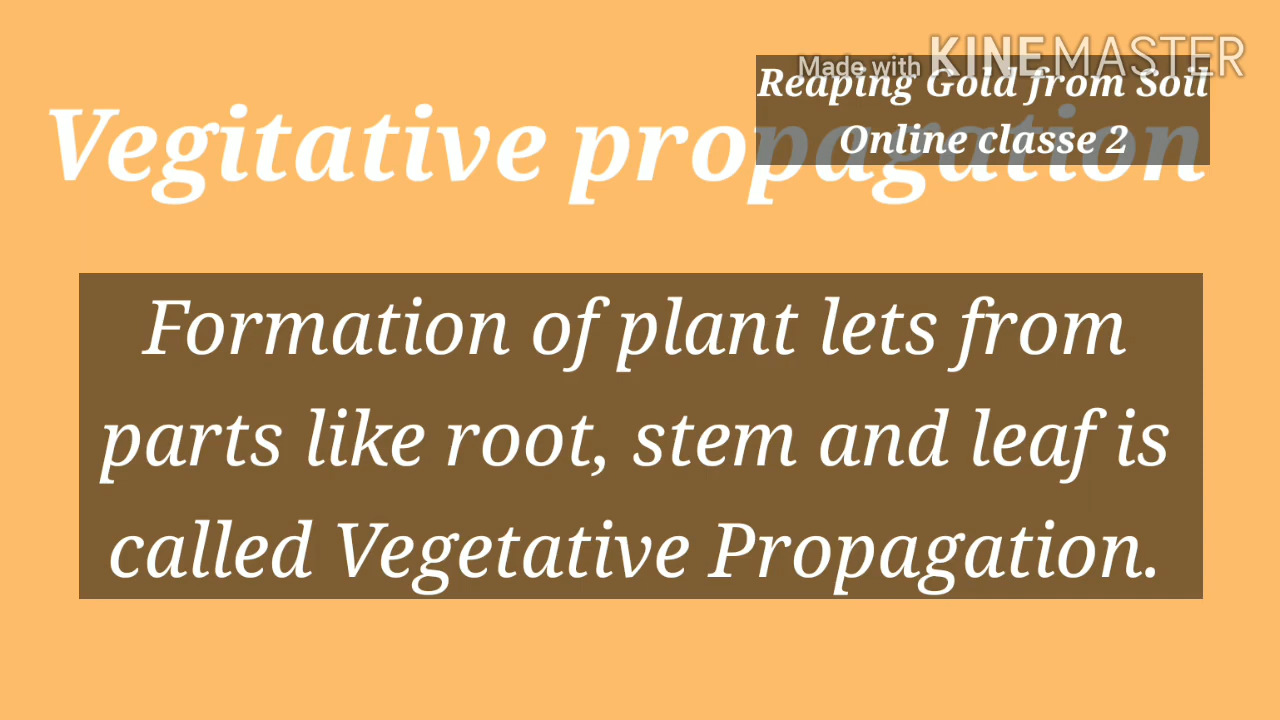 Made with KINEMASTER
Reaping Gold from Soil
Online classe 2
Vegitative propagation
Formation of plant lets from
parts like root, stem and leaf is
called Vegetative Propagation.